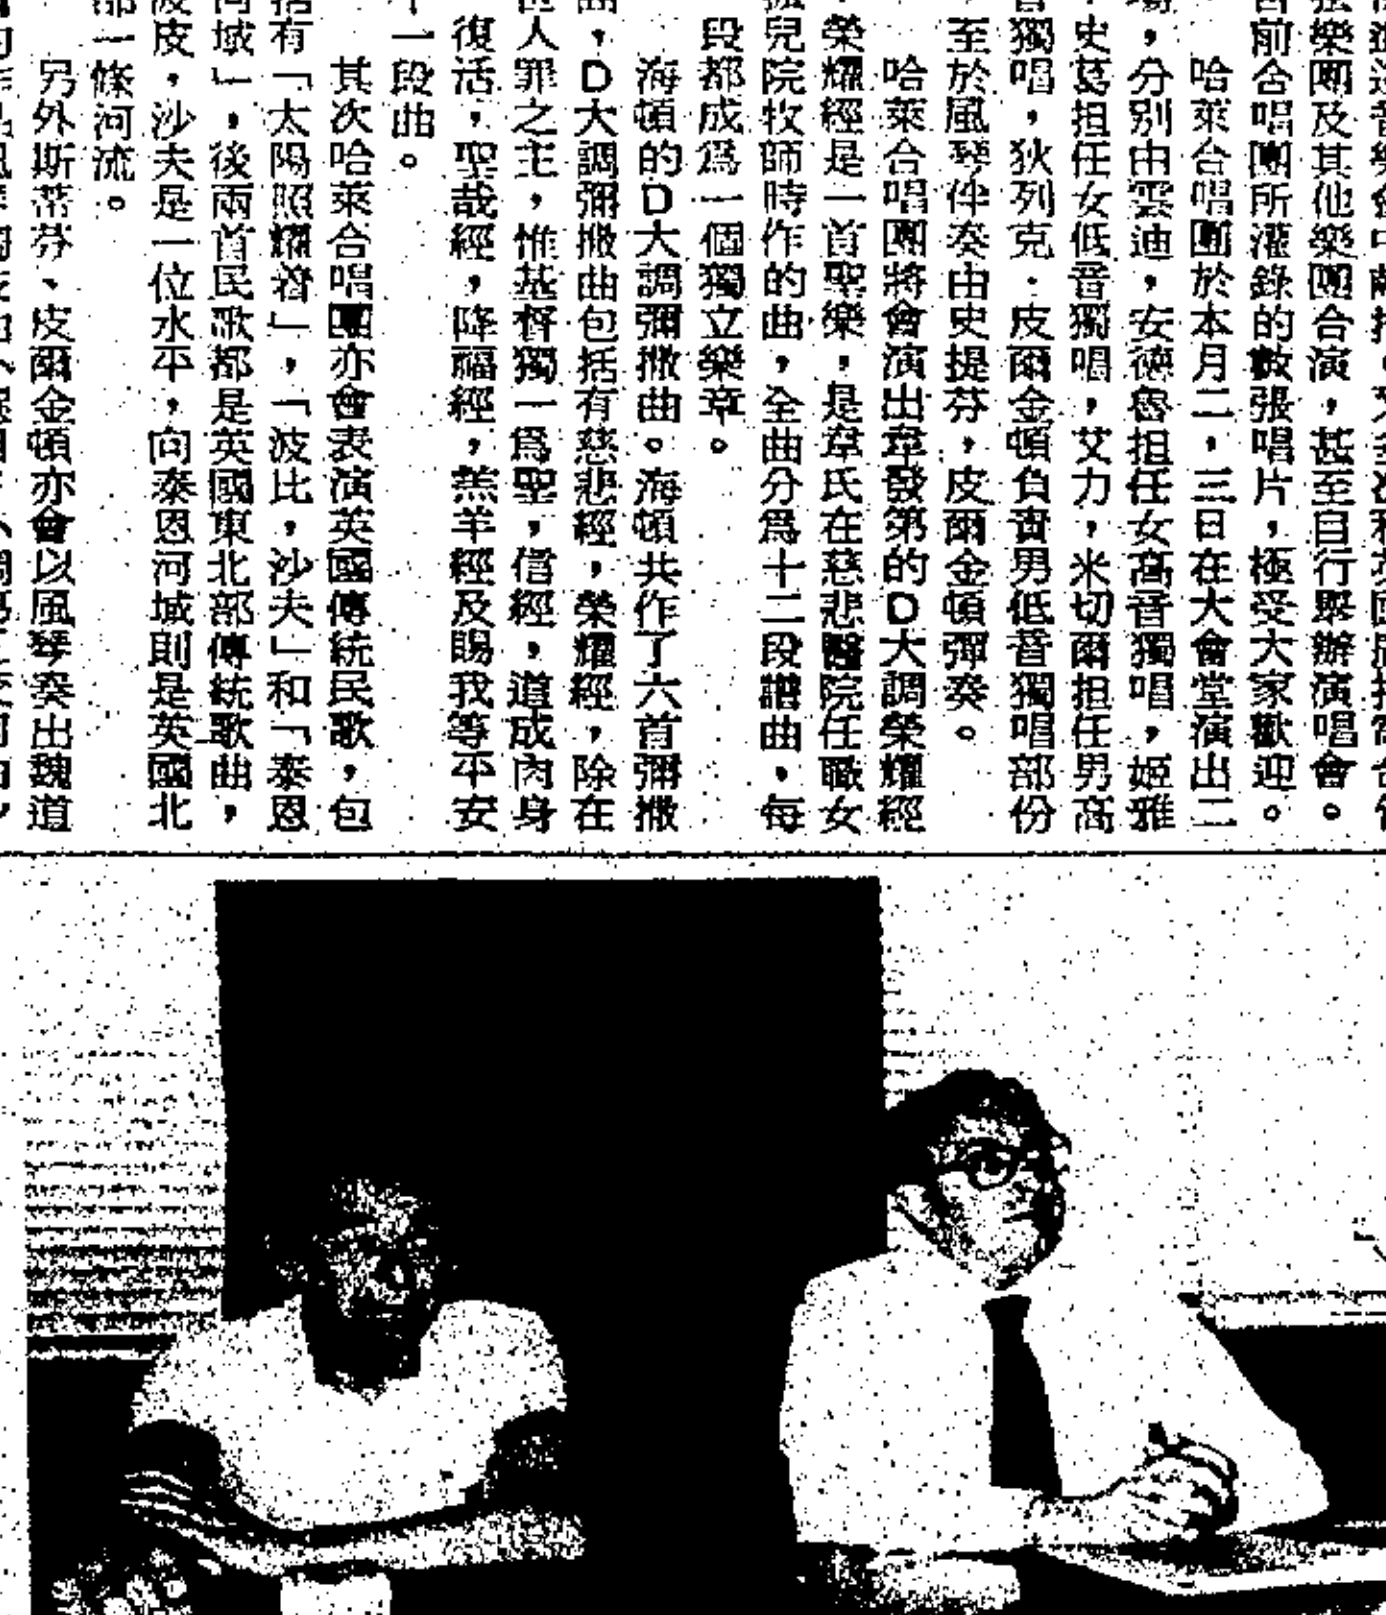 弦樂團及其他樂團合演，甚至自行舉辦演唱會。
前合唱團所灌錄的數張唱片，極受大家歡迎。
哈萊合唱團於本月二，三日在大會堂演出二
，分別由雲迪，安德魯担任女高音獨唱，姬雅
．史葛担任女低音獨唱，艾力，米切爾担任男高
音獨唱，狄列克．皮爾金頓負責男低音獨唱部份
，至於風琴伴奏由史提芬，皮爾金頓彈奏。
哈萊合唱團將會演出韋發第的D大調榮耀經
，榮耀經是一首聖樂，是韋氏在慈悲醫院任職女
孤兒院牧師時作的曲，全曲分爲十二段譜曲，每
段都成爲一個獨立樂章。
海頓的D大調彌撒曲。海頓共作了六首彌撒
曲，D大調彌撒曲包括有慈悲經，榮耀經，除在
世人罪之主，惟基督獨一爲聖，信經，道成肉身
，復活，聖哉經，降福經，羔羊經及賜我等平安
一段曲。
其次哈萊合唱團亦會表演英國傳統民歌，包
括有「太陽照耀着」，「波比，沙夫」和「泰恩
河域」，後兩首民歌都是英國東北部傳統歌曲，
波皮，沙夫是一位水平，向泰恩河域則是英國北
部一條河流。
另外斯蒂芬、皮爾金頓亦會以風琴奏出魏道